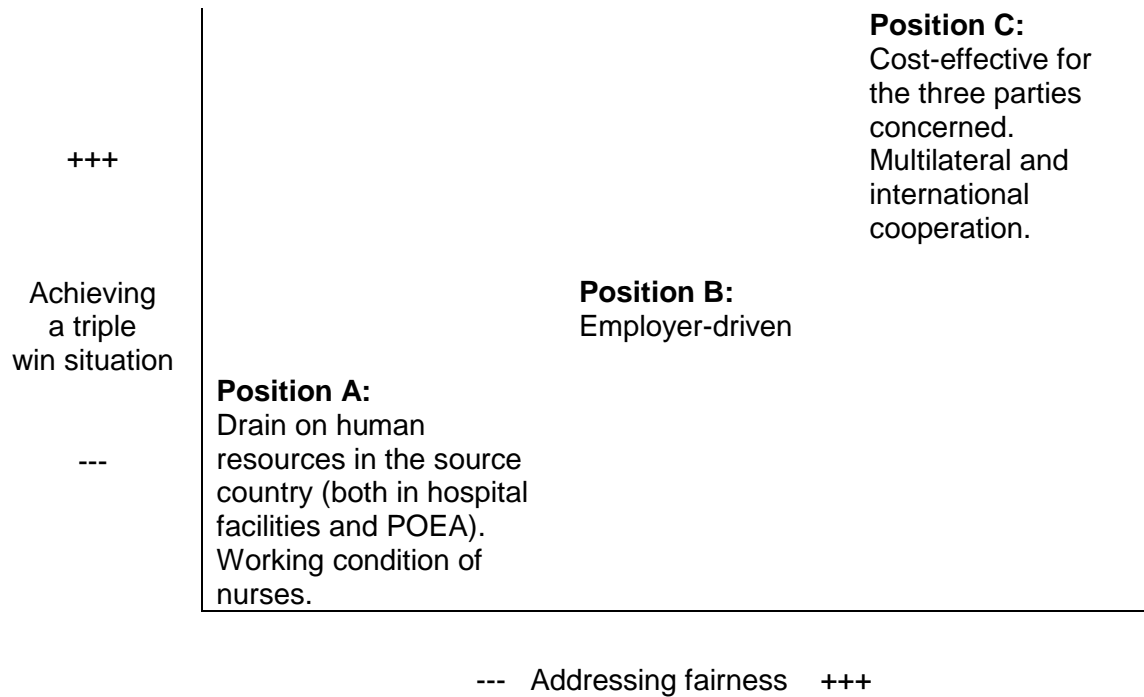 Position C:
Cost-effective for
the three parties
concerned.
Multilateral and
international
cooperation.
+++
Achieving
a triple
win situation
---
Position B:
Employer-driven
Position A:
Drain on human
resources in the source
country (both in hospital
facilities and POEA).
Working condition of
nurses.
--- Addressing fairness +++